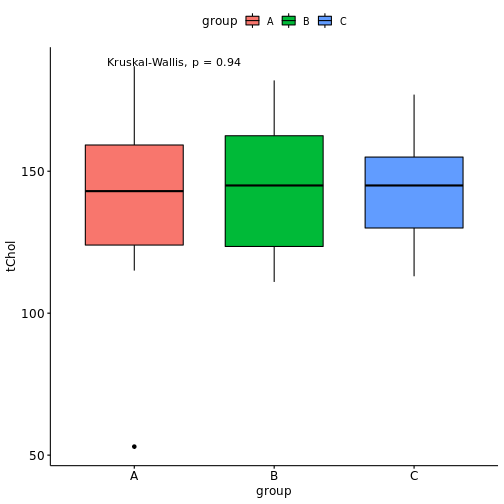 group A B C
Kruskal-Wallis, p = 0.94
tChol
150
100
50
A B C
group